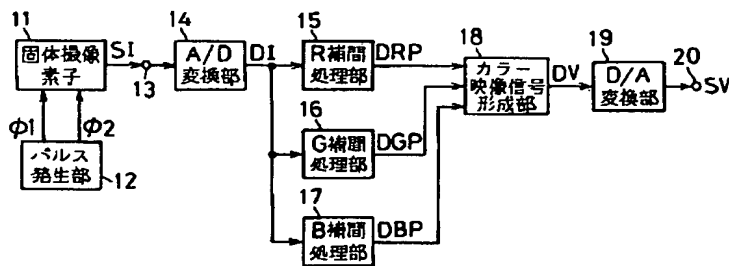 11
固体撮像
素子
SI
13
14
A/D
変換部
DI
15
R補間
処理部
DRP
16
G補間
処理部
DGP
17
B補間
処理部
DBP
18
カラー
映像信号
形成部
DV
19
D/A
変換部
20
SV
φ1
φ2
パルス
発生部
12